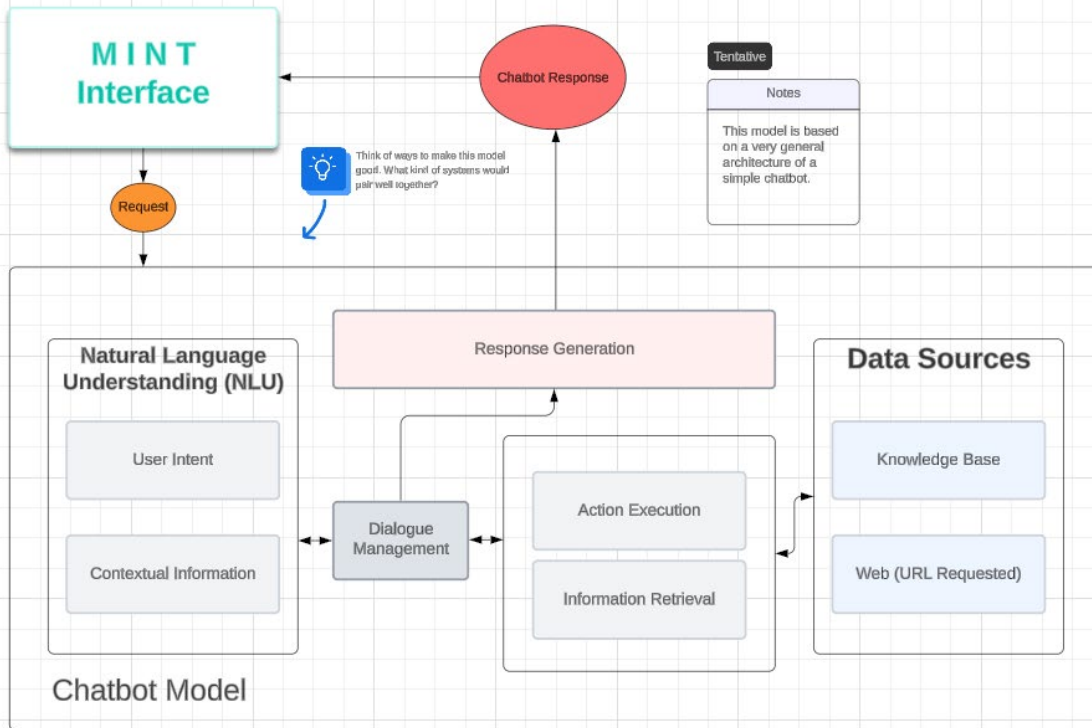 M I N T
Interface
Chatbot Response
Tentative
Notes
This model is based
on a very general
architecture of a
simple chatbot.
Think of ways to make this model
good. What kind of systems would
pair well together?
Request
Response Generation
Natural Language
Understanding (NLU)
User Intent
Contextual Information
Dialogue
Management
Action Execution
Information Retrieval
Data Sources
Knowledge Base
Web (URL Requested)
Chatbot Model